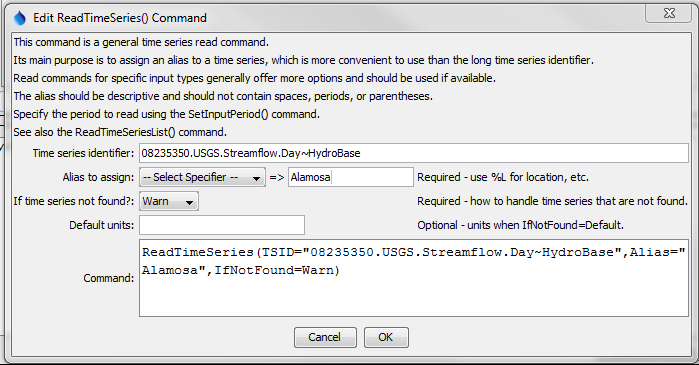 Edit ReadTimeSeries() Command
This command is a general time series read command.
Its main purpose is to assign an alias to a time series, which is more convenient to use than the long time series identifier.
Read commands for specific input types generally offer more options and should be used if available.
The alias should be descriptive and should not contain spaces, periods, or parentheses.
Specify the period to read using the SetInputPeriod() command.
See also the ReadTimeSeriesList() command.
Time series identifier: 08235350.USGS.Streamflow.Day~HydroBase
Alias to assign: -- Select Specifier -- => Alamosa Required - use %L for location, etc.
If time series not found?: Warn Required - how to handle time series that are not found.
Default units: Optional - units when IfNotFound=Default.
ReadTimeSeries(TSID="08235350.USGS.Streamflow.Day~HydroBase",Alias="
Alamosa",IfNotFound=Warn)
Command:
Cancel OK